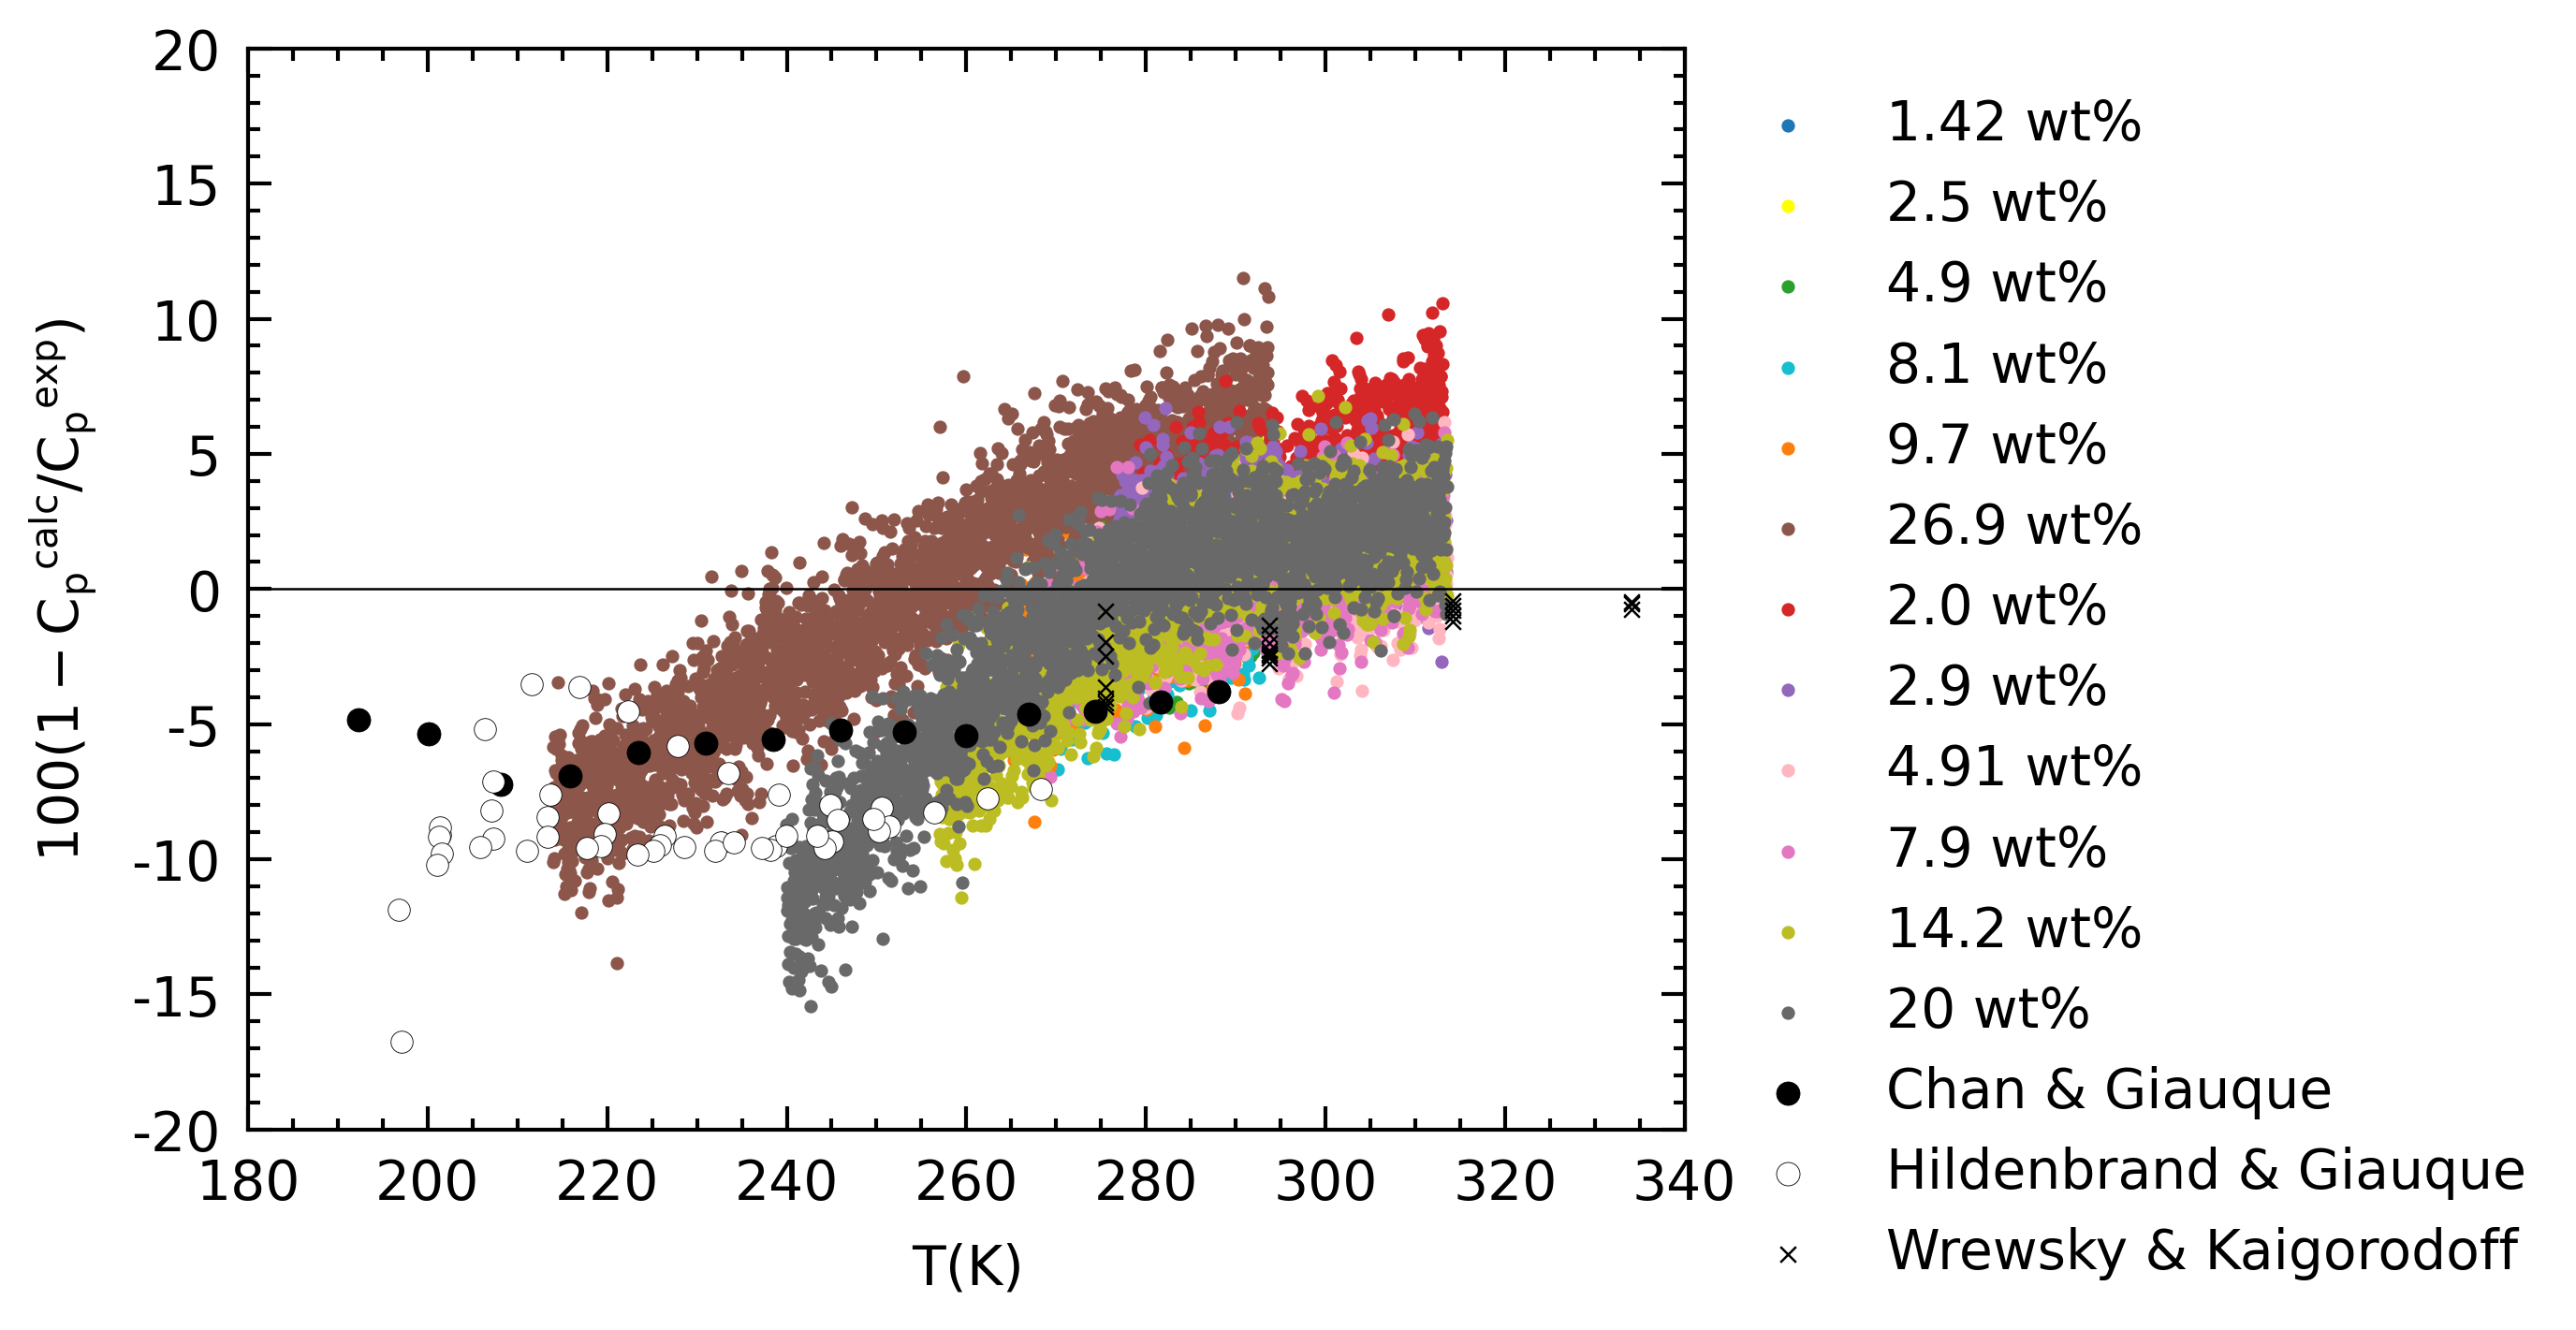 20
15
10
5
0
-5
-10
-15
-20
100(1 − Cp calc/Cp exp)
180 200 220 240 260 280 300 320 340
T(K)
1.42 wt%
2.5 wt%
4.9 wt%
8.1 wt%
9.7 wt%
26.9 wt%
2.0 wt%
2.9 wt%
4.91 wt%
7.9 wt%
14.2 wt%
20 wt%
Chan & Giauque
Hildenbrand & Giauque
Wrewsky & Kaigorodoff